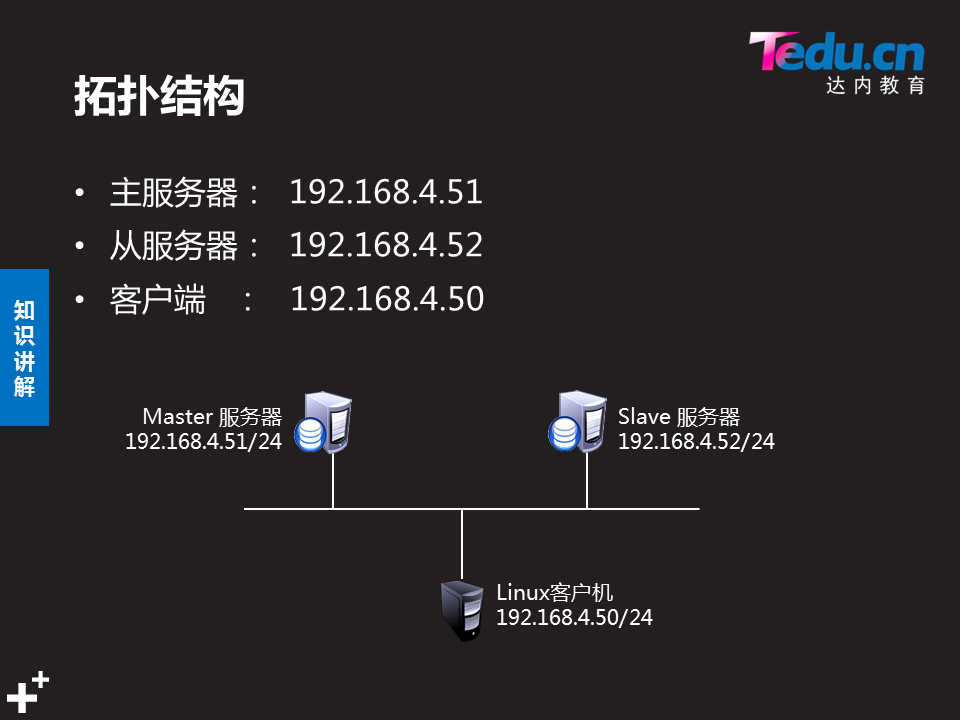 Tedu.cn
达内教育
拓扑结构
• 主服务器： 192.168.4.51
• 从服务器： 192.168.4.52
• 客户端 ： 192.168.4.50
知识讲解
Master 服务器
192.168.4.51/24
Slave 服务器
192.168.4.52/24
Linux客户机
192.168.4.50/24